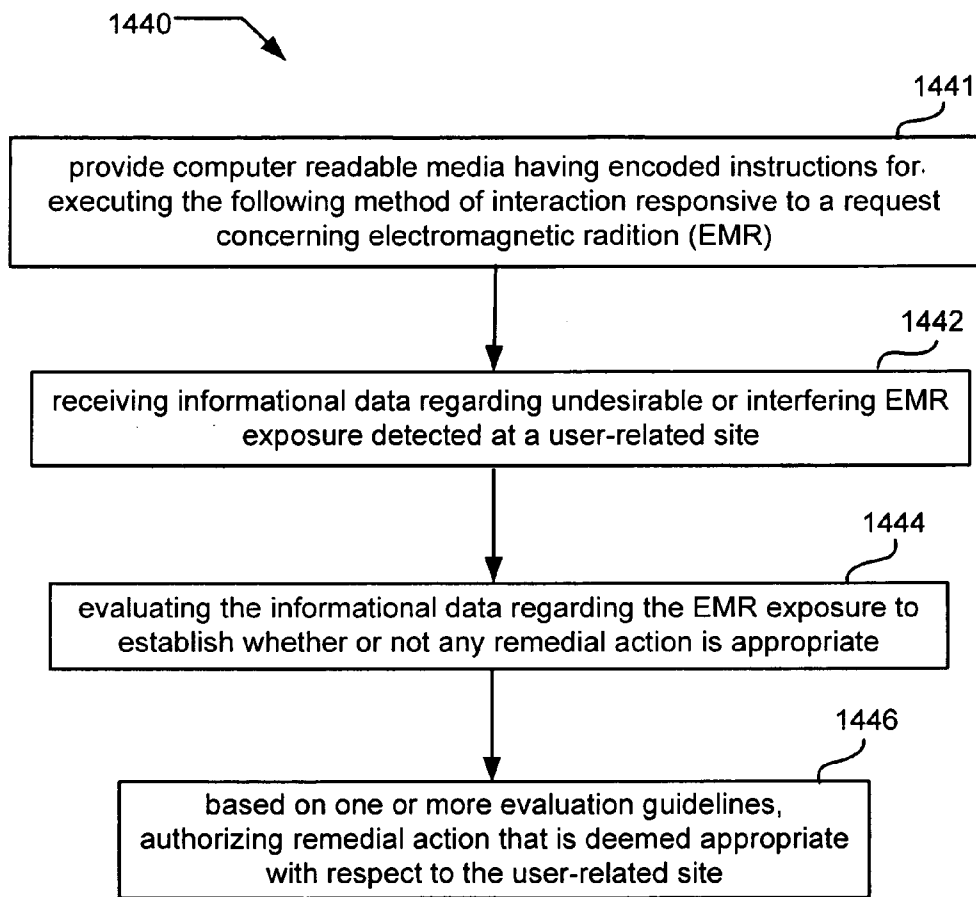 1440
1441
provide computer readable media having encoded instructions for
executing the following method of interaction responsive to a request
concerning electromagnetic radition (EMR)
1442
receiving informational data regarding undesirable or interfering EMR
exposure detected at a user-related site
1444
evaluating the informational data regarding the EMR exposure to
establish whether or not any remedial action is appropriate
1446
based on one or more evaluation guidelines,
authorizing remedial action that is deemed appropriate
with respect to the user-related site